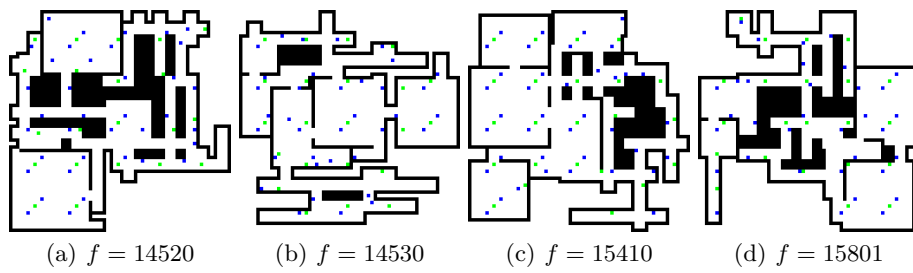 (a) f = 14520 (b) f = 14530 (c) f = 15410 (d) f = 15801